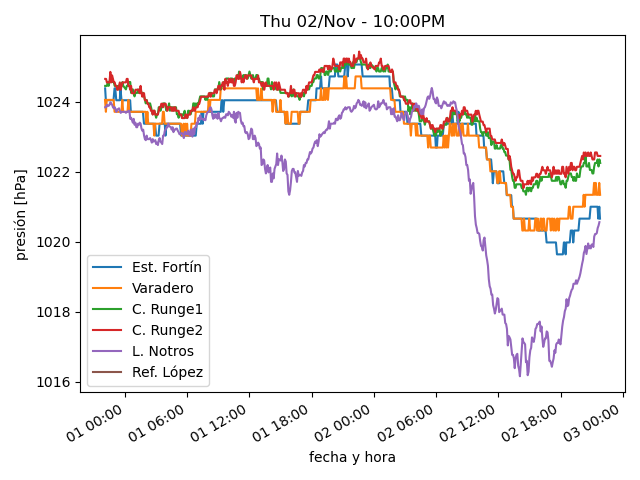 Thu 02/Nov - 10:00PM
presión [hPa]
1024
1022
1020
1018
1016
Est. Fortín
Varadero
C. Runge1
C. Runge2
L. Notros
Ref. López
01 00:00
01 06:00
01 12:00
01 18:00
02 00:00
02 06:00
02 12:00
02 18:00
03 00:00
fecha y hora